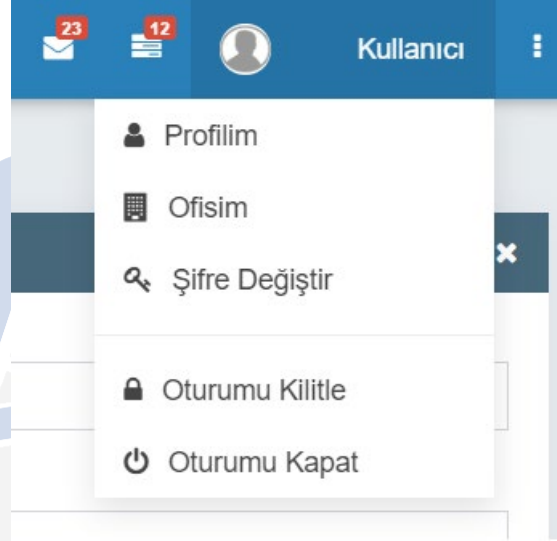 23
12
Kullanıcı
Profilim
Ofisim
Şifre Değiştir
Oturumu Kilitle
Oturumu Kapat